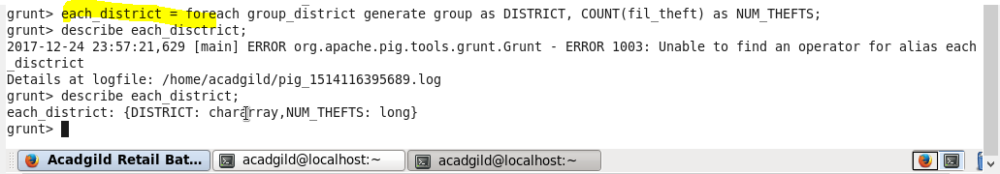 grunt> each_district = foreach group_district generate group as DISTRICT, COUNT(fil_theft) as NUM_THEFTS;
grunt> describe each_disctrict;
2017-12-24 23:57:21,629 [main] ERROR org.apache.pig.tools.grunt.Grunt - ERROR 1003: Unable to find an operator for alias each
_disctrict
Details at logfile: /home/acadgild/pig_1514116395689.log
grunt> describe each_district;
each_district: {DISTRICT: chararray,NUM_THEFTS: long}
grunt>
Acadgild Retail Bat... acadgild@localhost:~ acadgild@localhost:~